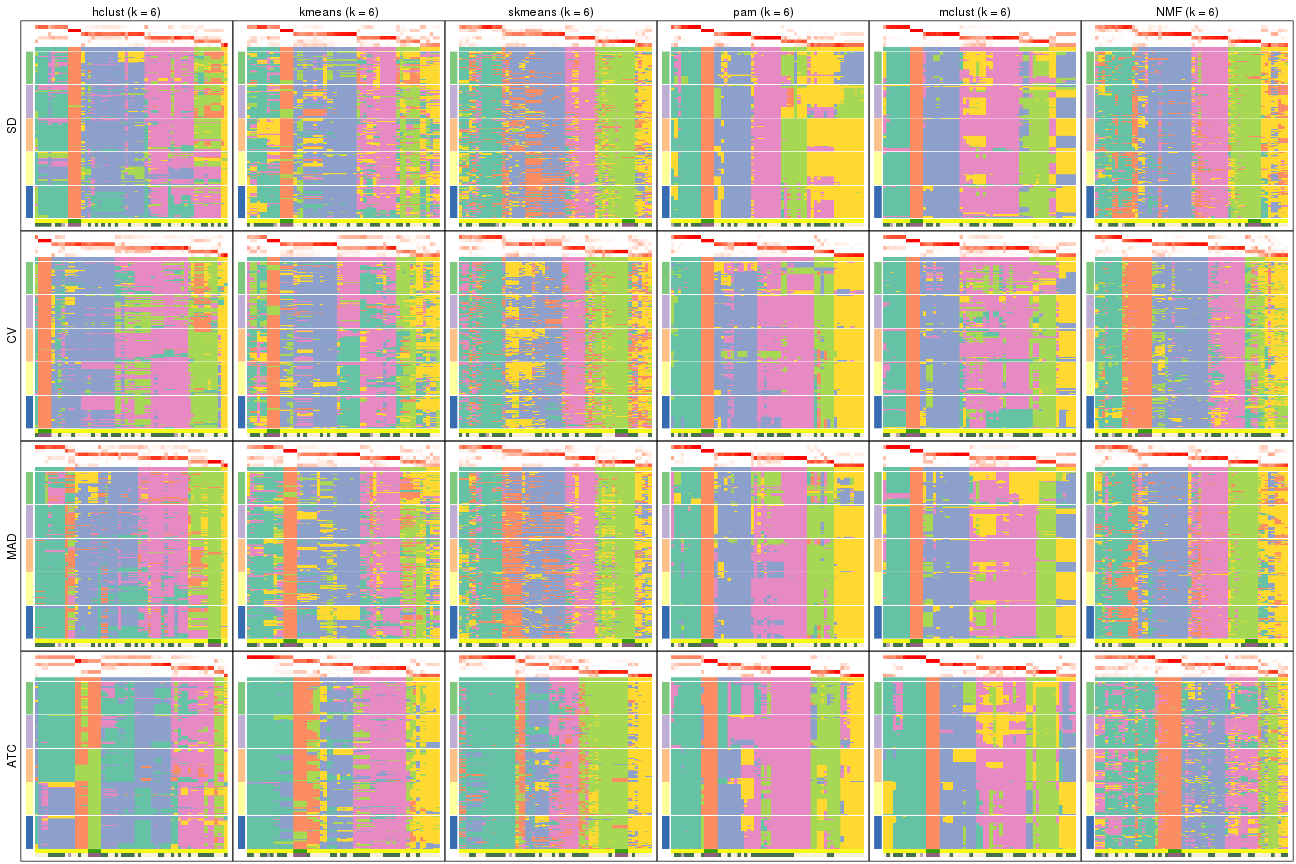 hclust (k = 6) kmeans (k = 6) skmeans (k = 6) pam (k = 6) mclust (k = 6) NMF (k = 6)
SD
CV
MAD
ATC